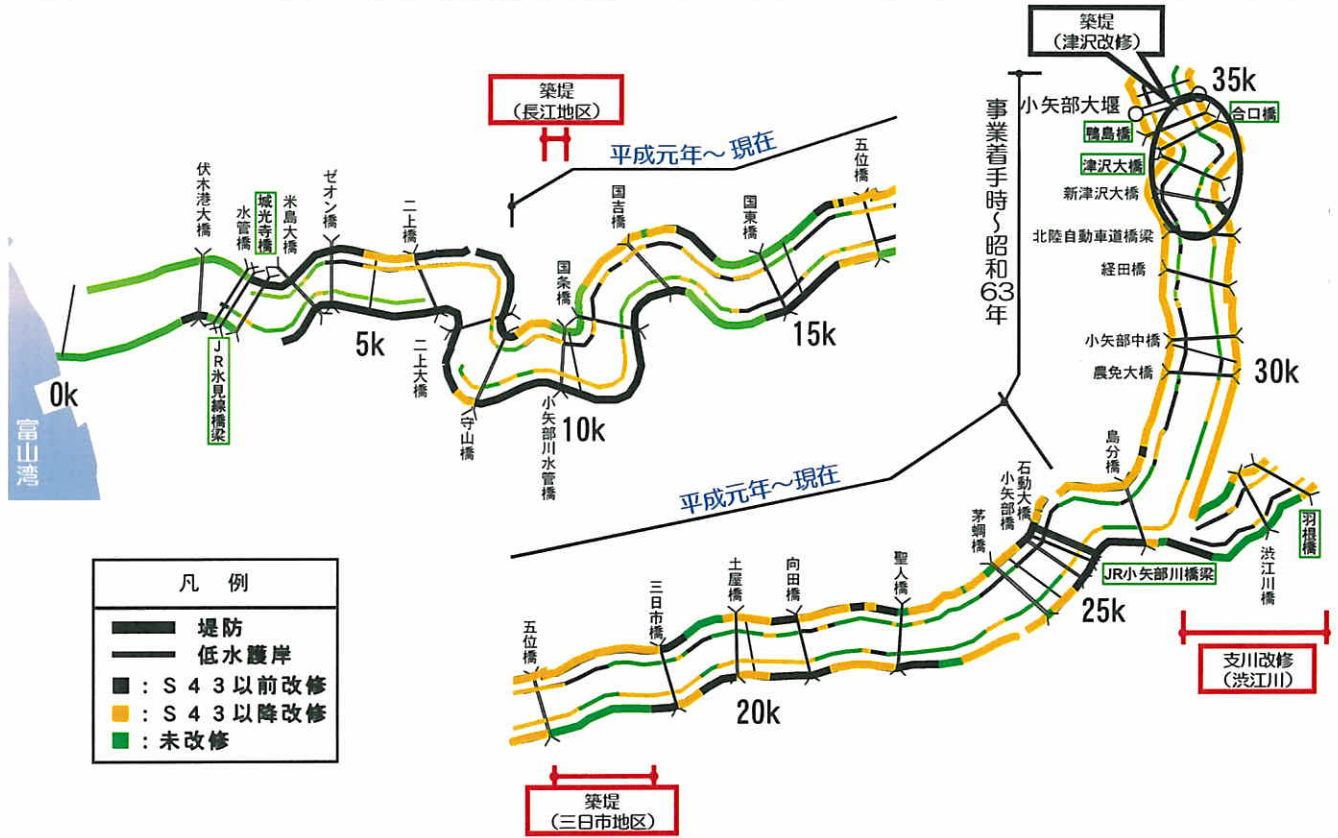 築堤
（津沢改修）
35k
小矢部大堰
合口橋
鴨島橋
津沢大橋
新津沢大橋
北陸自動車道橋梁
経田橋
小矢部中橋
30k
農免大橋
事業着手時～昭和63年
築堤
（長江地区）
平成元年～現在
伏木港大橋
水管橋
城光寺橋
米島大橋
ゼオン橋
二上橋
国吉橋
国東橋
五位橋
国条橋
JR氷見線橋梁
5k
二上大橋
守山橋
小矢部川水管橋
10k
15k
0k
富山湾
平成元年～現在
島分橋
石動大橋
小矢部橋
茅蜩橋
聖人橋
向田橋
土屋橋
三日市橋
五位橋
JR小矢部川橋梁
25k
渋江川橋
羽根橋
20k
支川改修
（渋江川）
築堤
（三日市地区）
凡 例
堤防
低水護岸
■：S43以前改修
■：S43以降改修
■：未改修